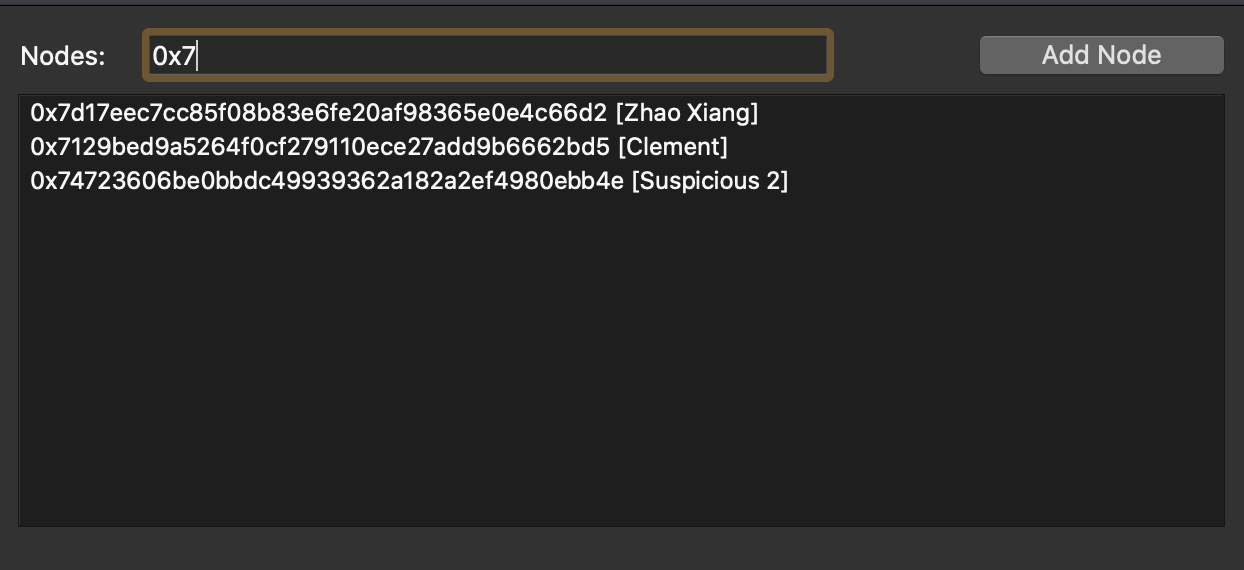 Nodes: 0x7 Add Node
0x7d17eec7cc85f08b83e6fe20af98365e0e4c66d2 [Zhao Xiang]
0x7129bed9a5264f0cf279110ece27add9b6662bd5 [Clement]
0x74723606be0bbdc49939362a182a2ef4980ebb4e [Suspicious 2]